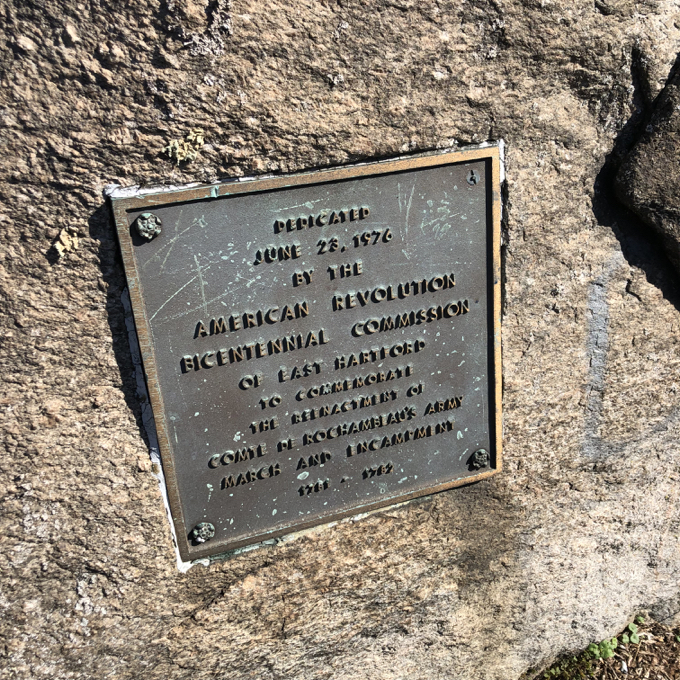 DEDICATED
JUNE 23, 1976
BY THE
AMERICAN REVOLUTION
BICENTENNIAL COMMISSION
OF EAST HARTFORD
TO COMMEMORATE
THE REENACTMENT OF
COMTE DE ROCHAMBEAU'S ARMY
MARCH AND ENCAMPMENT
1781 - 1782